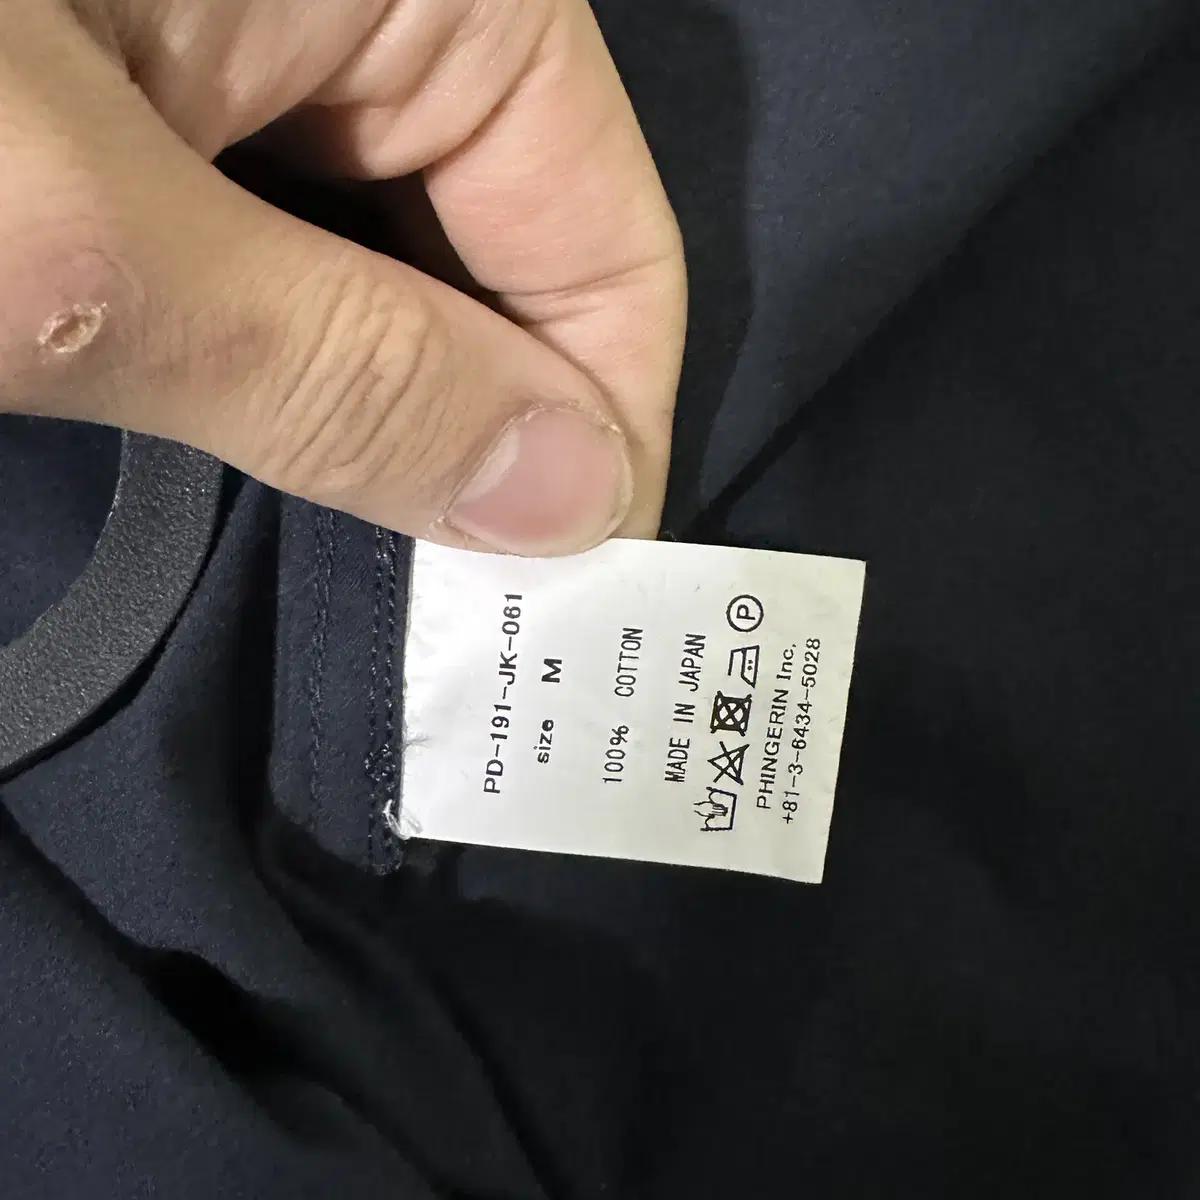 PD-191-JK-061
size M
100% COTTON
MADE IN JAPAN
P
PHINGERIN Inc.
+81-3-6434-5028